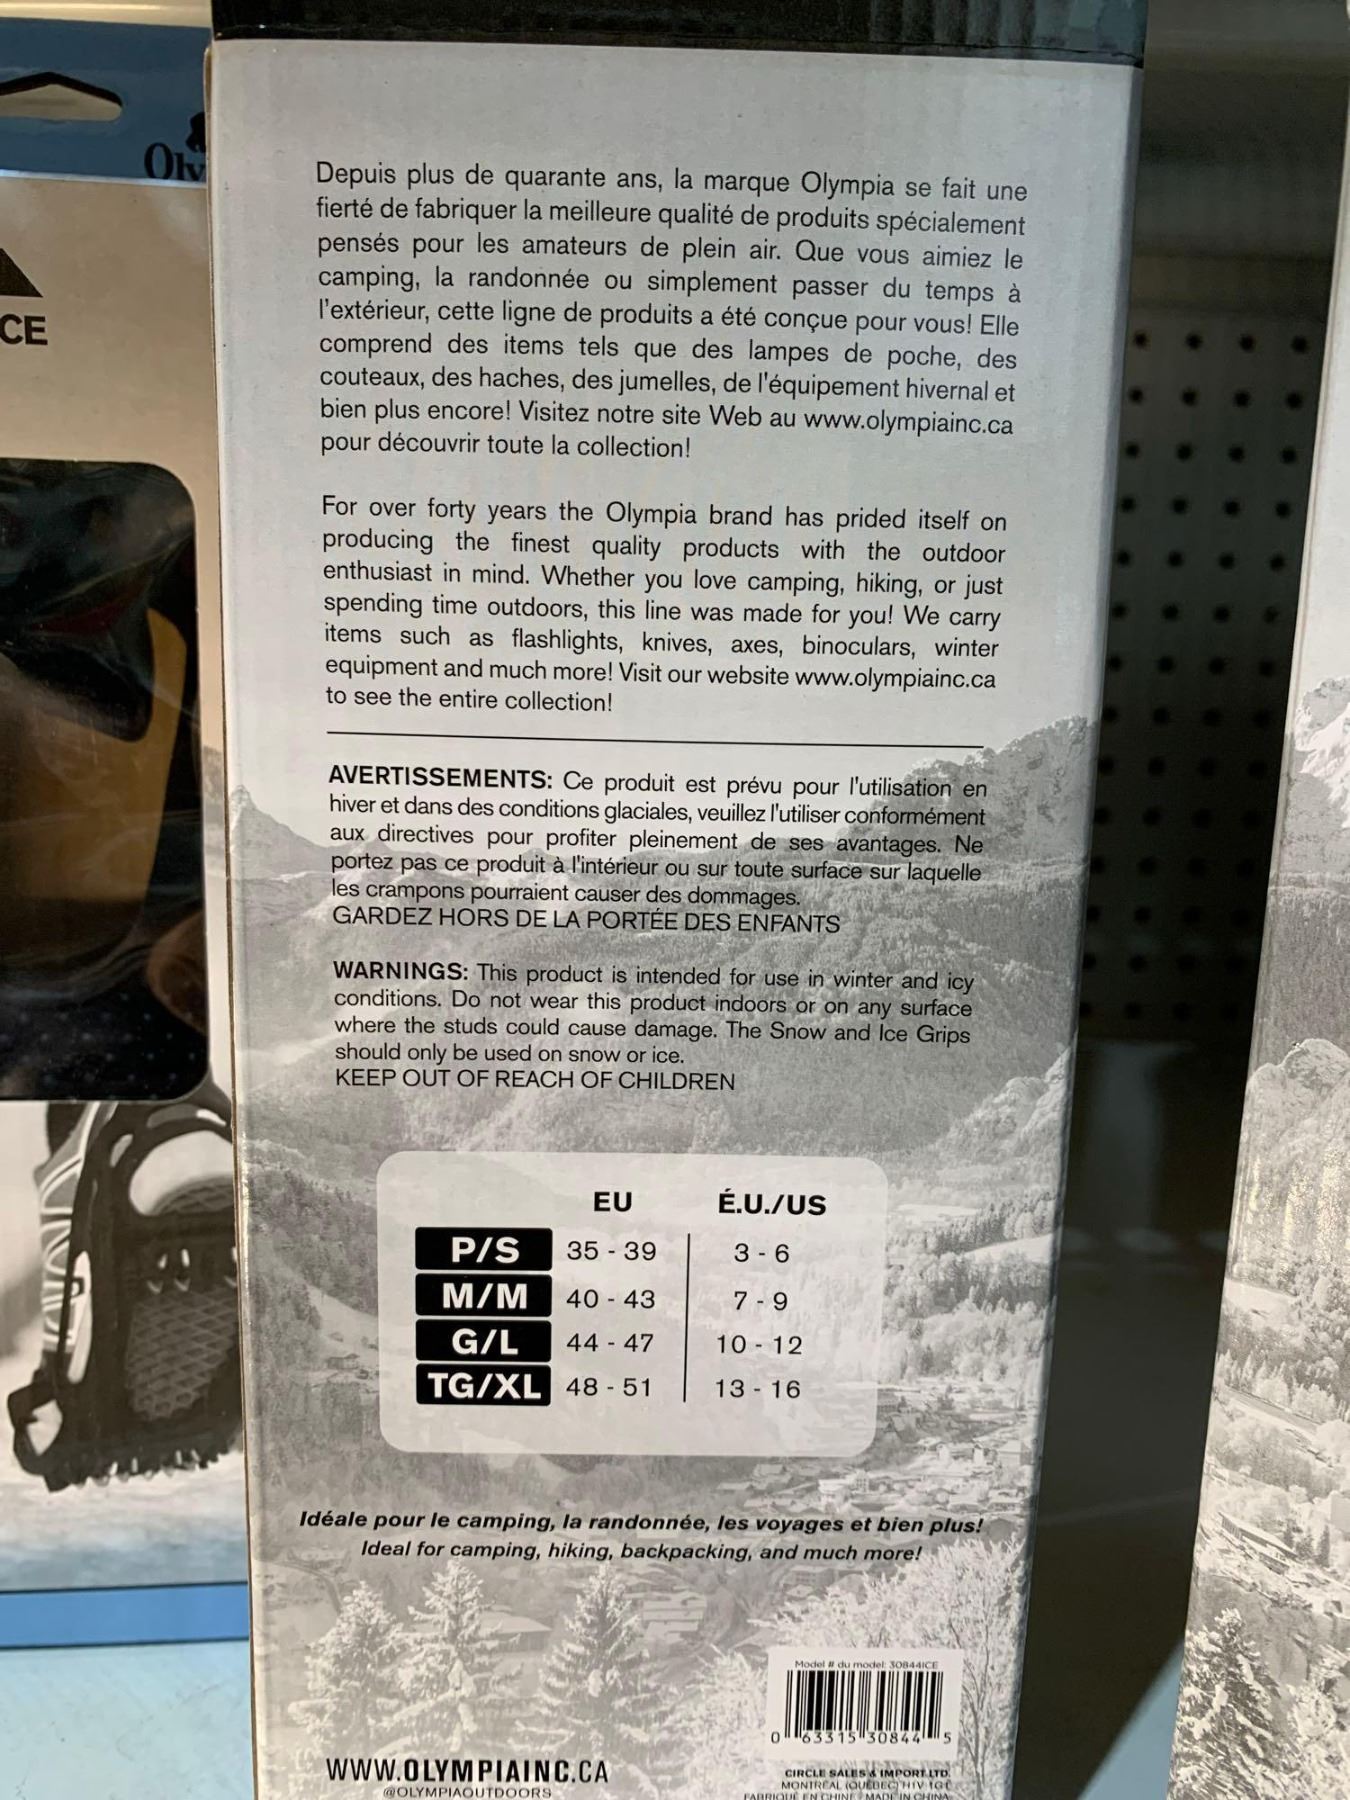 Oly
CE
Depuis plus de quarante ans, la marque Olympia se fait une
fierté de fabriquer la meilleure qualité de produits spécialement
pensés pour les amateurs de plein air. Que vous aimiez le
camping, la randonnée ou simplement passer du temps à
l'extérieur, cette ligne de produits a été conçue pour vous! Elle
comprend des items tels que des lampes de poche, des
couteaux, des haches, des jumelles, de l'équipement hivernal et
bien plus encore! Visitez notre site Web au www.olympiainc.ca
pour découvrir toute la collection!
For over forty years the Olympia brand has prided itself on
producing the finest quality products with the outdoor
enthusiast in mind. Whether you love camping, hiking, or just
spending time outdoors, this line was made for you! We carry
items such as flashlights, knives, axes, binoculars, winter
equipment and much more! Visit our website www.olympiainc.ca
to see the entire collection!
AVERTISSEMENTS: Ce produit est prévu pour l'utilisation en
hiver et dans des conditions glaciales, veuillez l'utiliser conformément
aux directives pour profiter pleinement de ses avantages. Ne
portez pas ce produit à l'intérieur ou sur toute surface sur laquelle
les crampons pourraient causer des dommages.
GARDEZ HORS DE LA PORTÉE DES ENFANTS
WARNINGS: This product is intended for use in winter and icy
conditions. Do not wear this product indoors or on any surface
where the studs could cause damage. The Snow and Ice Grips
should only be used on snow or ice.
KEEP OUT OF REACH OF CHILDREN
EU É.U./US
P/S 35 - 39 3 - 6
M/M 40 - 43 7 - 9
G/L 44 - 47 10 - 12
TG/XL 48 - 51 13 - 16
Idéale pour le camping, la randonnée, les voyages et bien plus!
Ideal for camping, hiking, backpacking, and much more!
Model # du model: 30844ICE
0 63315 30844 5
WWW.OLYMPIAINC.CA
@OLYMPIAOUTDOORS
CIRCLE SALES & IMPORT LTD.
MONTRÉAL (QUÉBEC) H1V 1G1
FABRIQUÉ EN CHINE / MADE IN CHINA